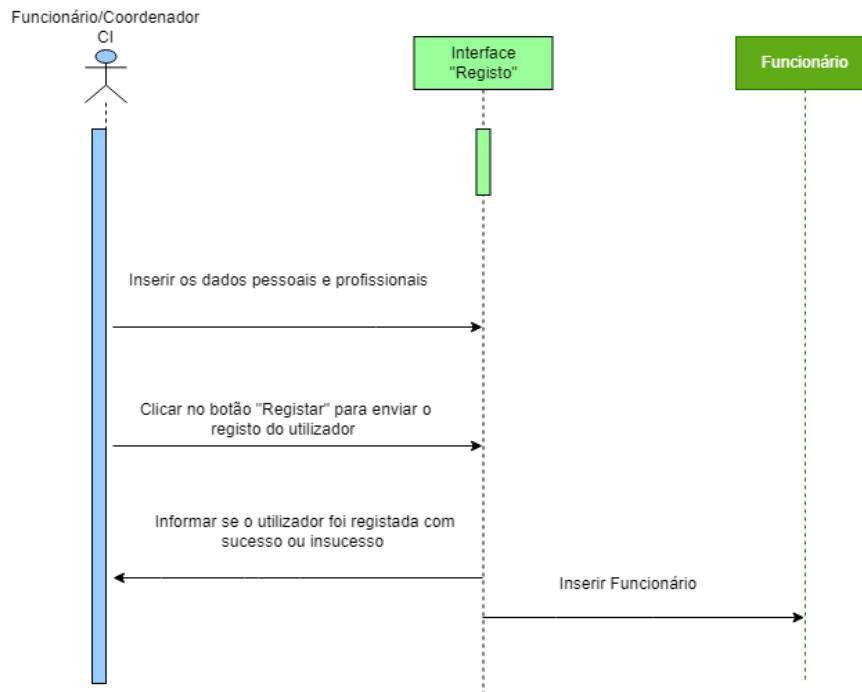 Funcionário/Coordenador
CI
Interface
"Registo"
Funcionário
Inserir os dados pessoais e profissionais
Clicar no botão "Registar" para enviar o
registo do utilizador
Informar se o utilizador foi registada com
sucesso ou insucesso
Inserir Funcionário